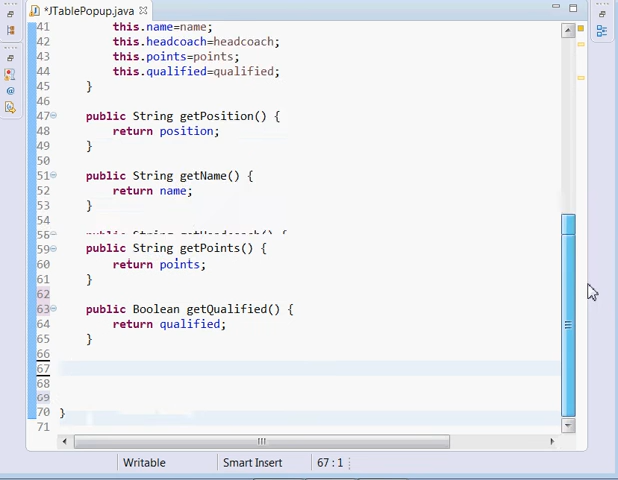 *JTablePopup.java
41 this.name=name;
42 this.headcoach=headcoach;
43 this.points=points;
44 this.qualified=qualified;
45 }
46
47 public String getPosition() {
48 return position;
49 }
50
51 public String getName() {
52 return name;
53 }
54
55 public String getHeadcoach() {
59 public String getPoints() {
60 return points;
61 }
62
63 public Boolean getQualified() {
64 return qualified;
65 }
66
67
68
69
70 }
71
Writable Smart Insert 67 : 1